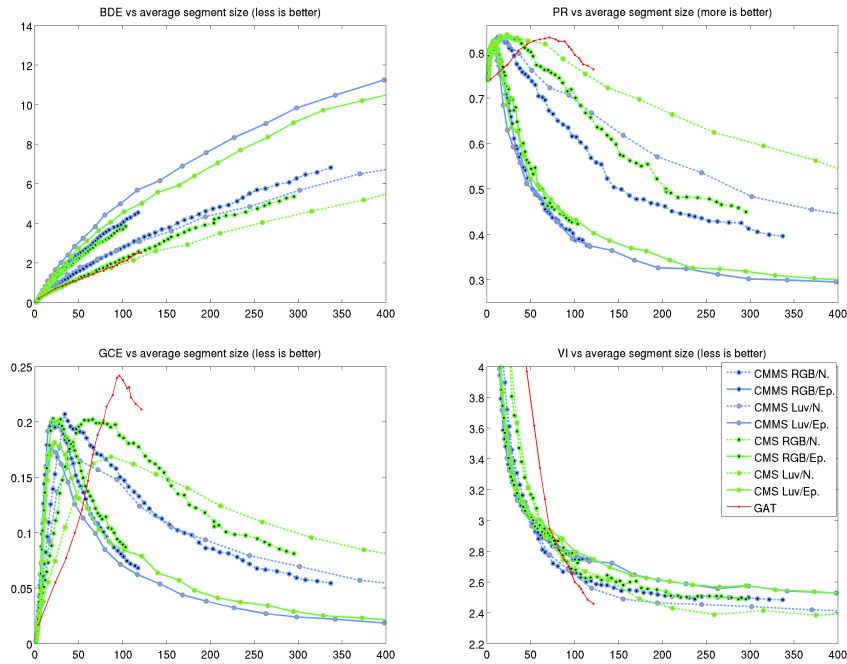 BDE vs average segment size (less is better)
14
12
10
8
6
4
2
0
0 50 100 150 200 250 300 350 400
PR vs average segment size (more is better)
0.8
0.7
0.6
0.5
0.4
0.3
0 50 100 150 200 250 300 350 400
GCE vs average segment size (less is better)
0.25
0.2
0.15
0.1
0.05
0
0 50 100 150 200 250 300 350 400
VI vs average segment size (less is better)
4
3.8
3.6
3.4
3.2
3
2.8
2.6
2.4
2.2
0 50 100 150 200 250 300 350 400
CMMS RGB/N.
CMMS RGB/Ep.
CMMS Luv/N.
CMMS Luv/Ep.
CMS RGB/N.
CMS RGB/Ep.
CMS Luv/N.
CMS Luv/Ep.
GAT